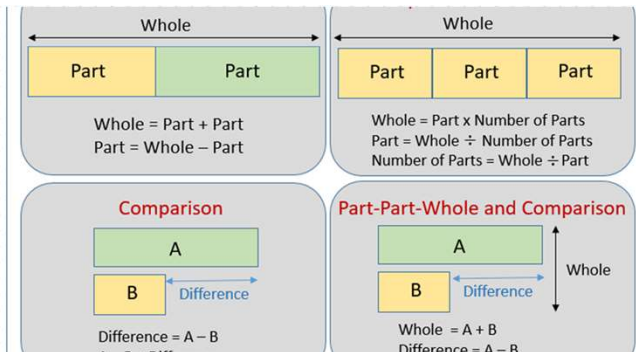 Whole
Part Part
Whole = Part + Part
Part = Whole – Part
Whole
Part Part Part
Whole = Part x Number of Parts
Part = Whole ÷ Number of Parts
Number of Parts = Whole ÷ Part
Comparison
A
B
Difference
Difference = A – B
Part-Part-Whole and Comparison
A
B
Difference
Whole
Whole = A + B
Difference = A – B